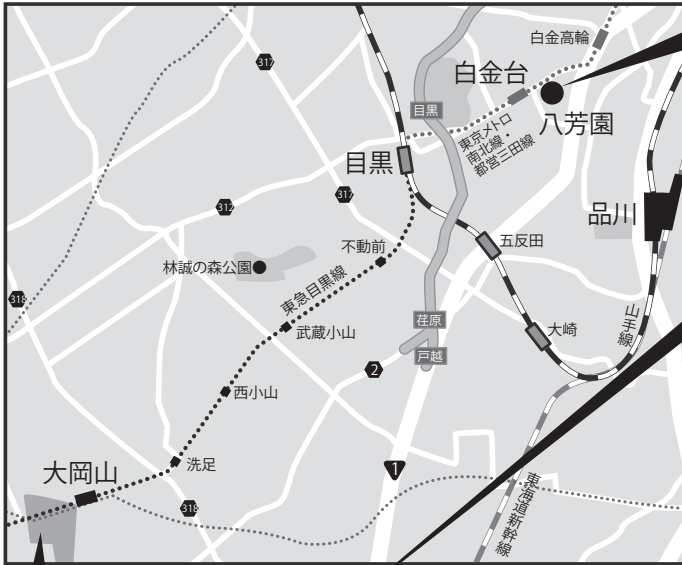 白金高輪
317
白金台
目黒
八芳園
東京メトロ
南北線・
都営三田線
目黒
317
312
品川
不動前
五反田
林誠の森公園
東急目黒線
318
荏原
山手線
武蔵小山
大崎
戸越
2
西小山
大岡山
洗足
1
東海道新幹線
318